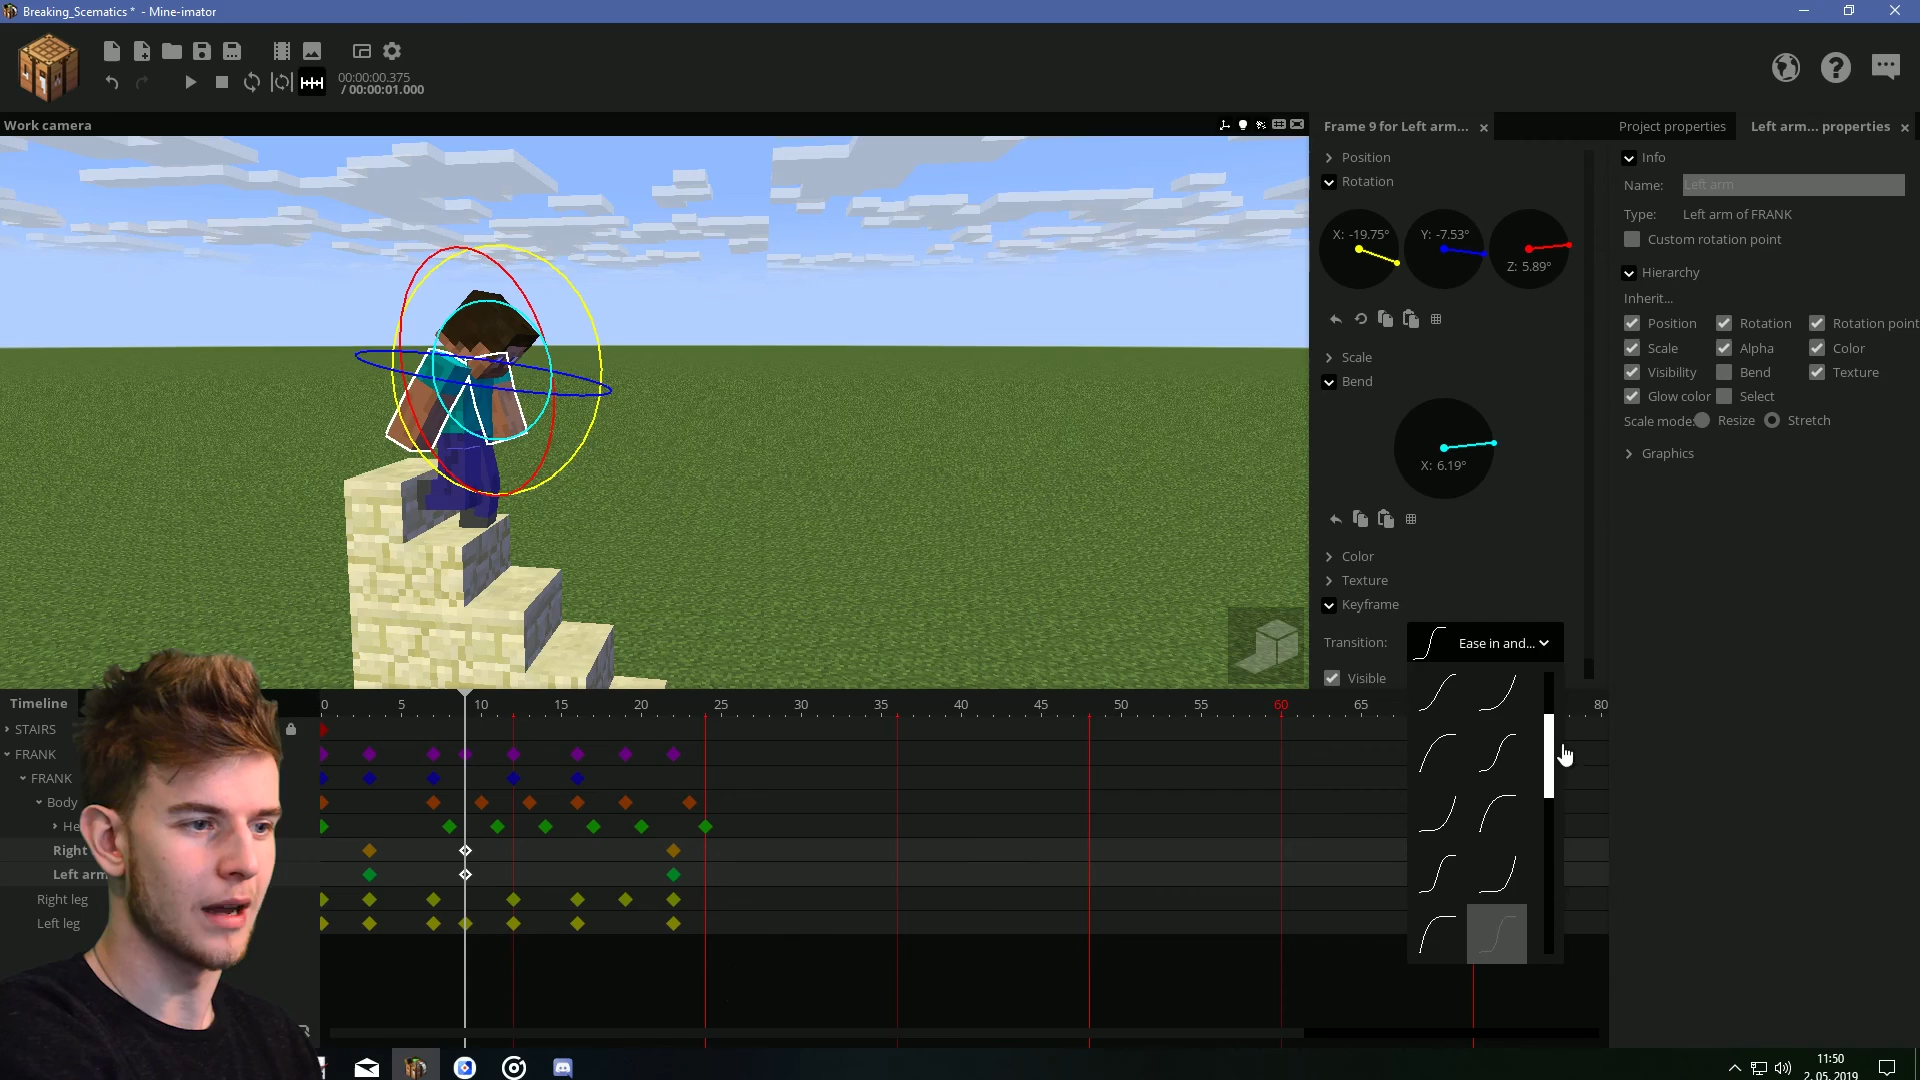 Breaking_Scematics * - Mine-imator
00:00:00.375
/ 00:00:01.000
Work camera
Frame 9 for Left arm...
Project properties
Left arm... properties
Position
Rotation
X: -19.75°
Y: -7.53°
Z: 5.89°
Scale
Bend
X: 6.19°
Color
Texture
Keyframe
Transition:
Ease in and...
Visible
Info
Name:
Left arm
Type:
Left arm of FRANK
Custom rotation point
Hierarchy
Inherit...
Position
Rotation
Rotation point
Scale
Alpha
Color
Visibility
Bend
Texture
Glow color
Select
Scale mode:
Resize
Stretch
Graphics
Timeline
0
5
10
15
20
25
30
35
40
45
50
55
60
65
80
STAIRS
FRANK
FRANK
Body
He
Right
Left arm
Right leg
Left leg
11:50
2. 05. 2019